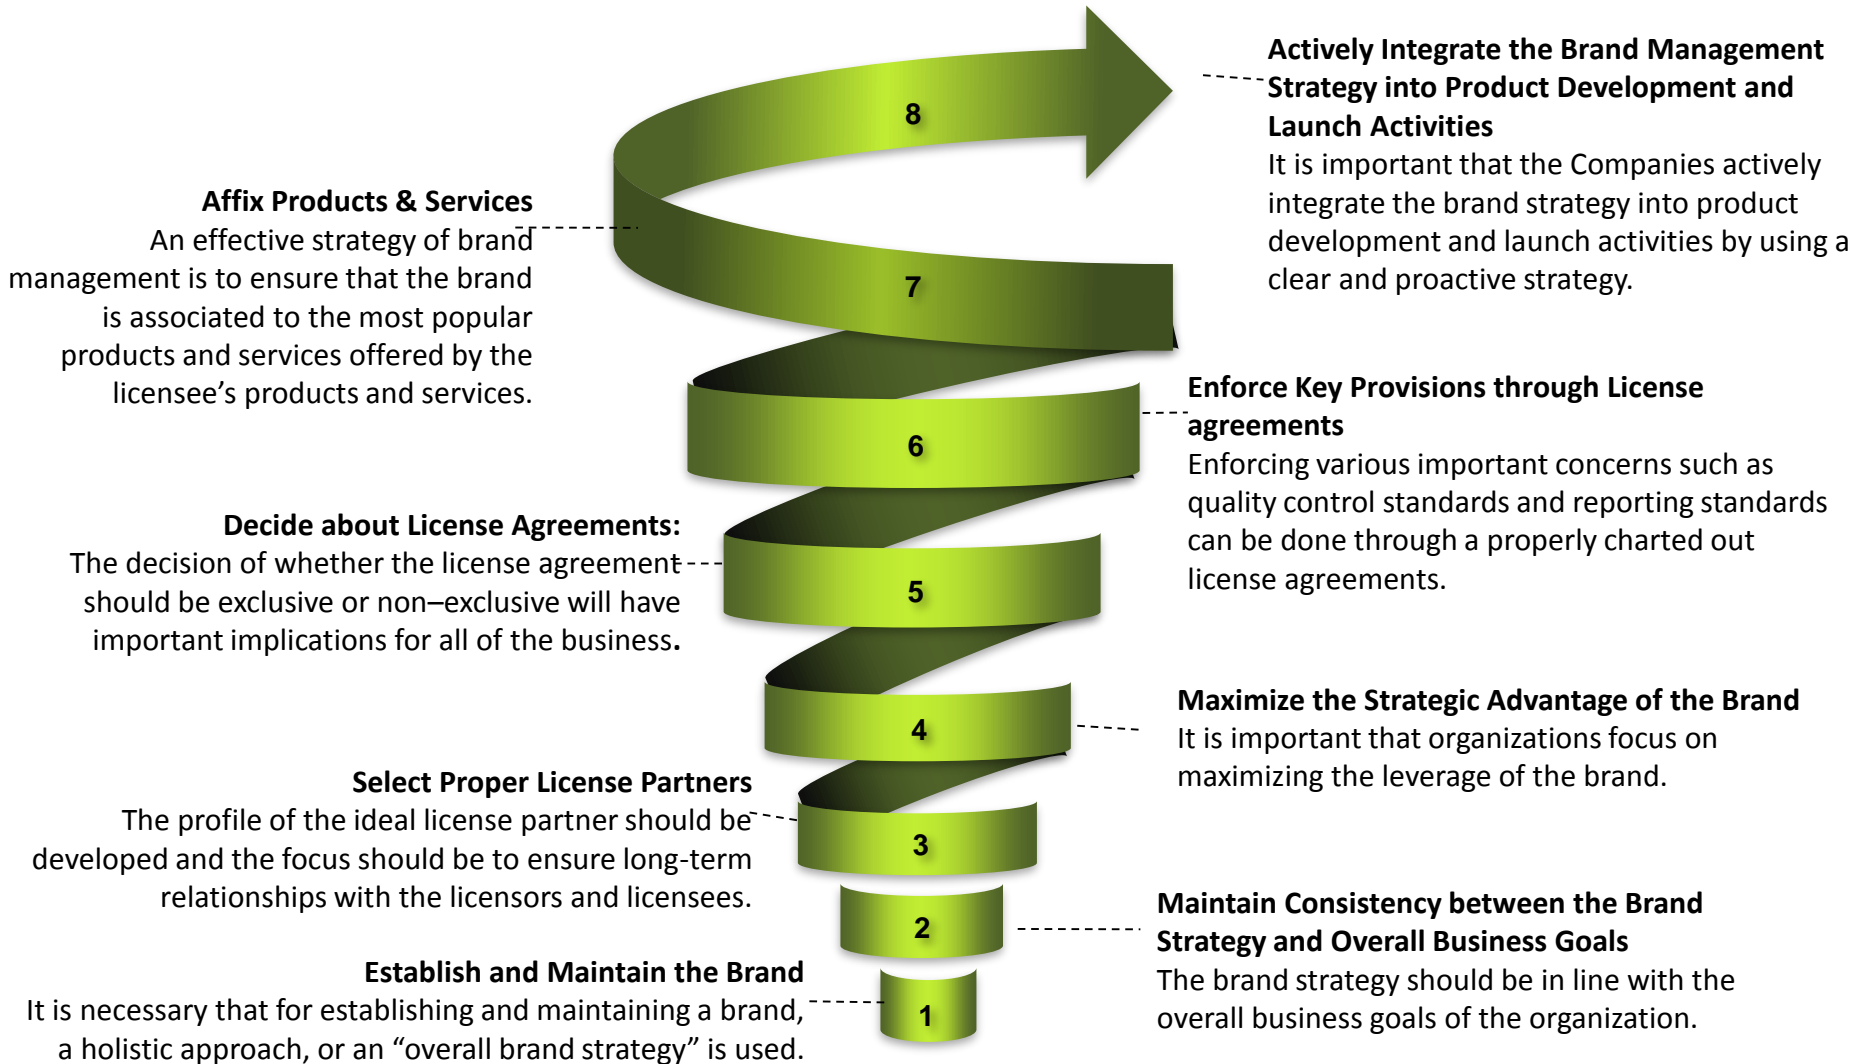 Actively Integrate the Brand Management
Strategy into Product Development and
Launch Activities
It is important that the Companies actively
integrate the brand strategy into product
development and launch activities by using a
clear and proactive strategy.
8
Affix Products & Services
An effective strategy of brand
management is to ensure that the brand
is associated to the most popular
products and services offered by the
licensee’s products and services.
7
Enforce Key Provisions through License
agreements
Enforcing various important concerns such as
quality control standards and reporting standards
can be done through a properly charted out
license agreements.
6
Decide about License Agreements:
The decision of whether the license agreement
should be exclusive or non–exclusive will have
important implications for all of the business.
5
Maximize the Strategic Advantage of the Brand
It is important that organizations focus on
maximizing the leverage of the brand.
4
Select Proper License Partners
The profile of the ideal license partner should be
developed and the focus should be to ensure long-term
relationships with the licensors and licensees.
3
Maintain Consistency between the Brand
Strategy and Overall Business Goals
The brand strategy should be in line with the
overall business goals of the organization.
2
Establish and Maintain the Brand
It is necessary that for establishing and maintaining a brand,
a holistic approach, or an “overall brand strategy” is used.
1